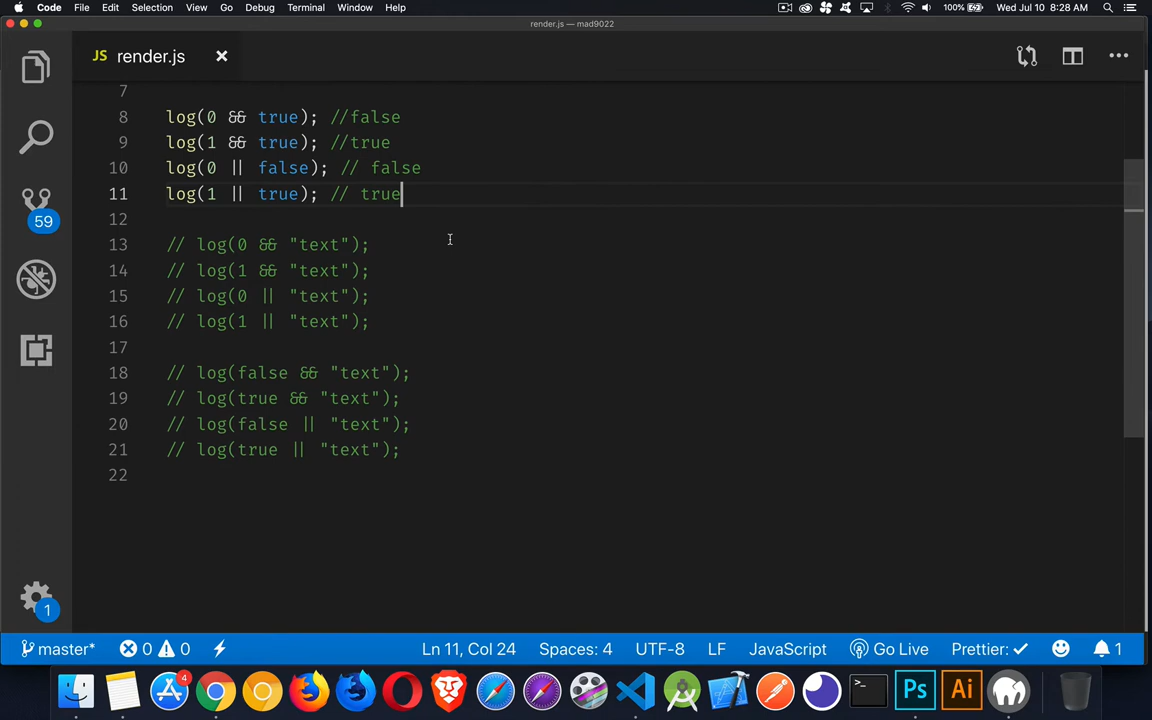 Code File Edit Selection View Go Debug Terminal Window Help 100% Wed Jul 10 8:28 AM
render.js — mad9022
JS render.js
7
8 log(0 && true); //false
9 log(1 && true); //true
10 log(0 || false); // false
11 log(1 || true); // true
12
13 // log(0 && "text");
14 // log(1 && "text");
15 // log(0 || "text");
16 // log(1 || "text");
17
18 // log(false && "text");
19 // log(true && "text");
20 // log(false || "text");
21 // log(true || "text");
22
59
1
master* 0 0 Ln 11, Col 24 Spaces: 4 UTF-8 LF JavaScript Go Live Prettier: ✓ 1
4 >_ Ps Ai